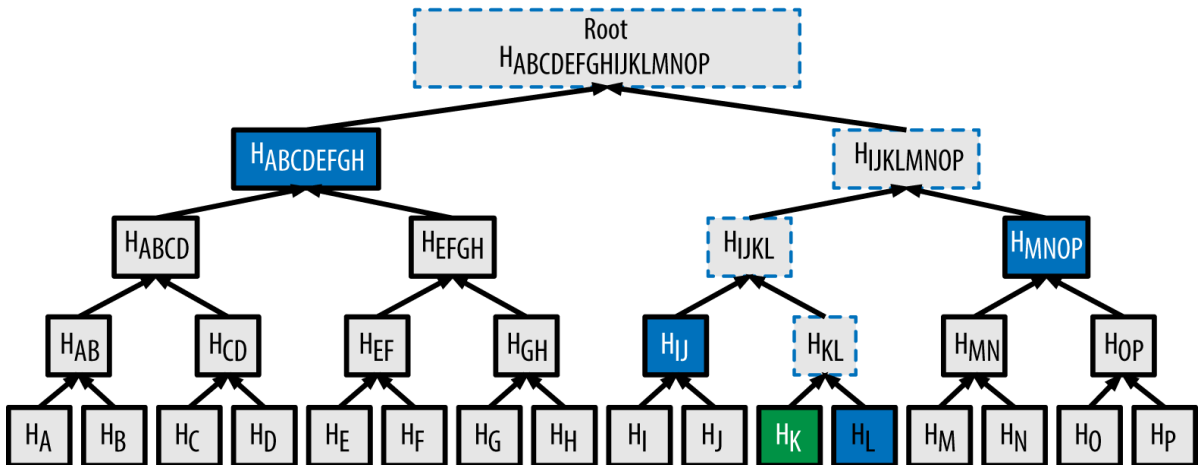 Root
HABCDEFGHIJKLMNOP
HABCDEFGH
HIJKLMNOP
HABCD
HEFGH
HIJKL
HMNOP
HAB
HCD
HEF
HGH
HIJ
HKL
HMN
HOP
HA
HB
HC
HD
HE
HF
HG
HH
HI
HJ
HK
HL
HM
HN
HO
HP